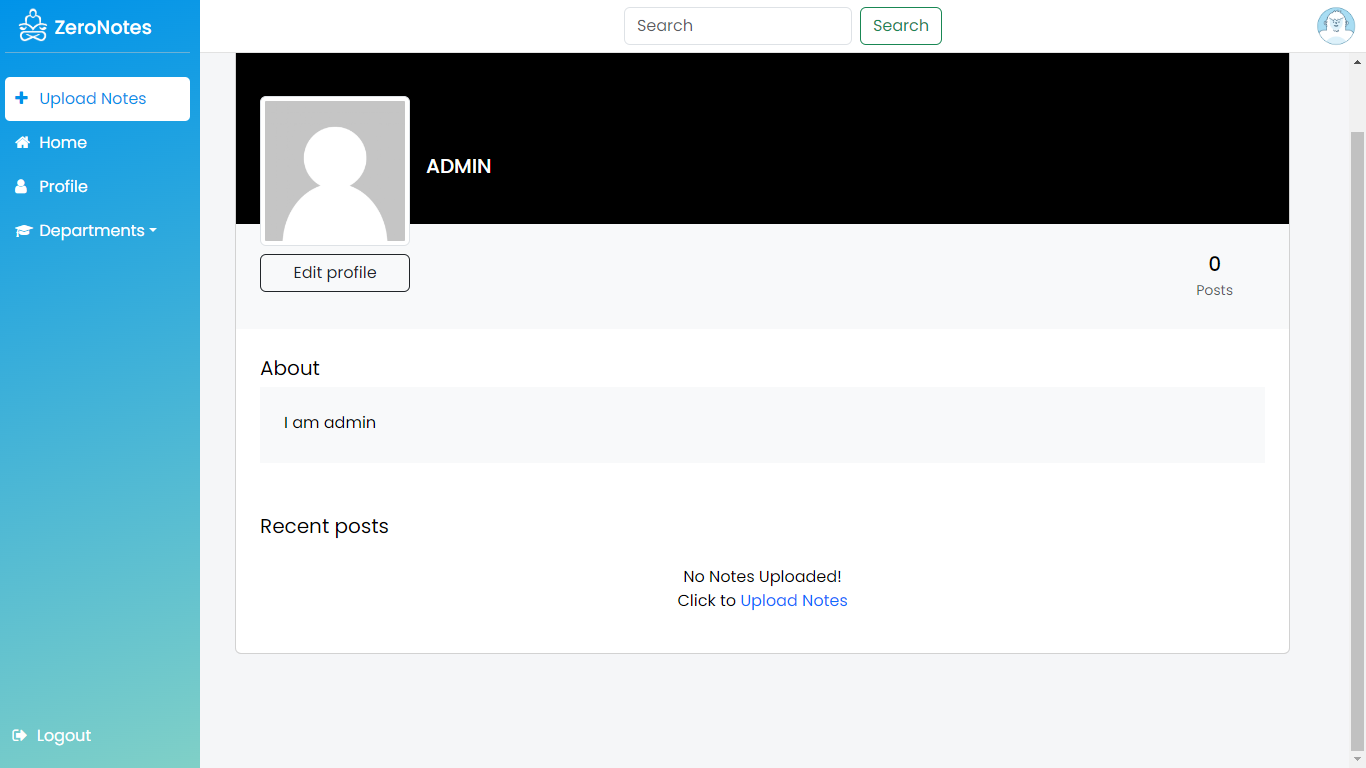 ZeroNotes
Search
Search
Upload Notes
Home
Profile
Departments
Logout
ADMIN
Edit profile
0
Posts
About
I am admin
Recent posts
No Notes Uploaded!
Click to Upload Notes